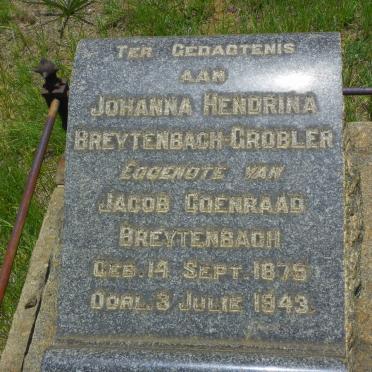 TER GEDAGTENIS
AAN
JOHANNA HENDRINA
BREYTENBACH-GROBLER
EGGENOTE VAN
JACOB COENRAAD
BREYTENBACH
GEB. 14 SEPT. 1875
OORL. 3 JULIE 1943.